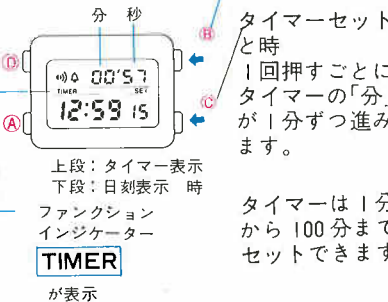 分 秒
Ⓑ
Ⓓ
00'57
TIMER SET
Ⓐ
12:59 15
Ⓒ
上段：タイマー表示
下段：日刻表示 時
ファンクション
インジケーター
TIMER
が表示
タイマーセット
と時
1回押すごとに
タイマーの「分」
が1分ずつ進み
ます。
タイマーは1分
から100分まで
セットできます